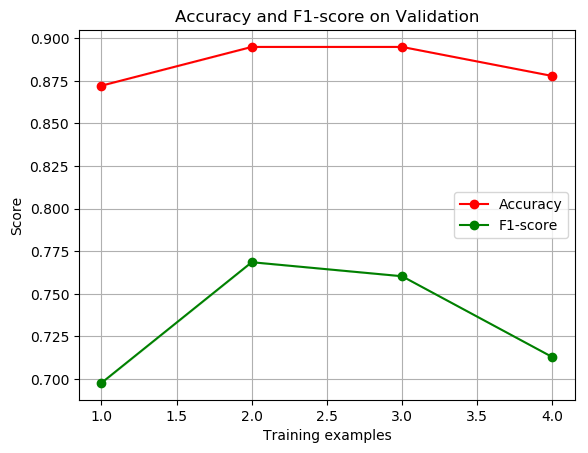 Accuracy and F1-score on Validation
Score
0.900
0.875
0.850
0.825
0.800
0.775
0.750
0.725
0.700
Accuracy
F1-score
1.0 1.5 2.0 2.5 3.0 3.5 4.0
Training examples